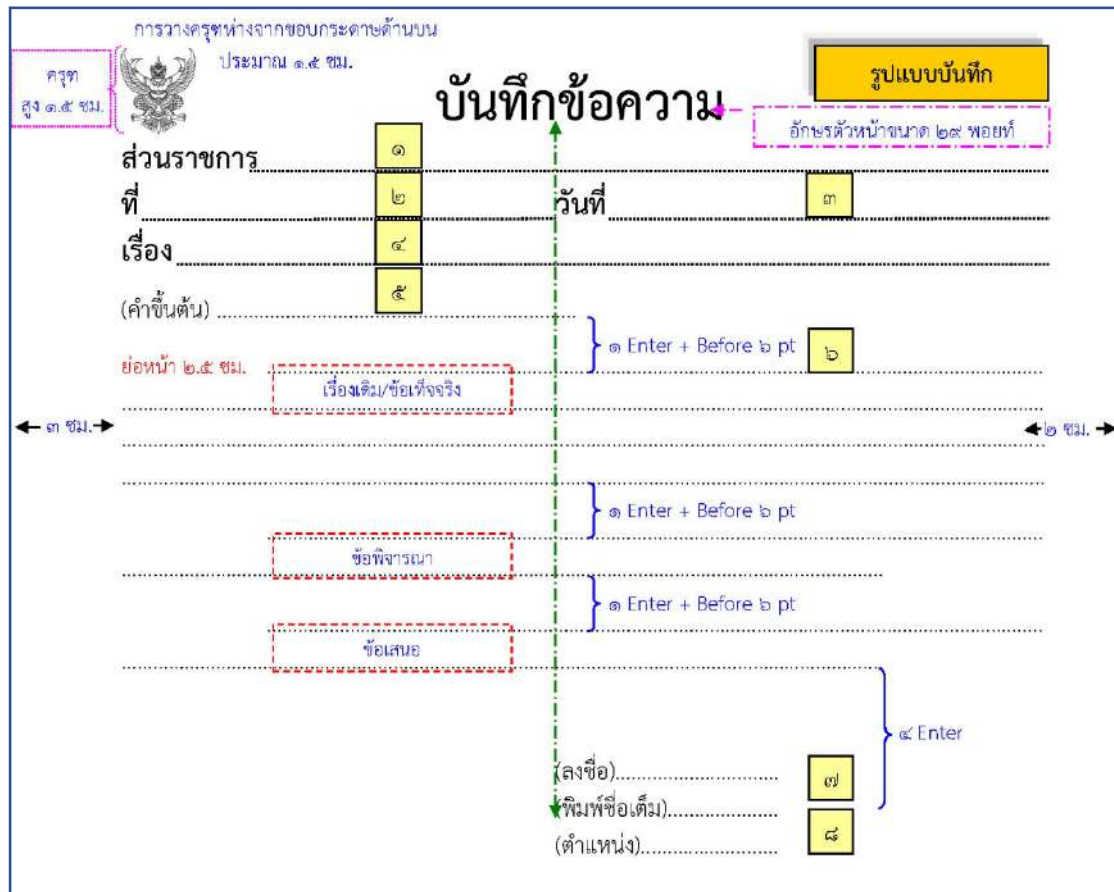 การวางครุฑห่างจากขอบกระดาษด้านบน
ประมาณ ๑.๕ ซม.
ครุฑ
สูง ๑.๕ ซม.
รูปแบบบันทึก
บันทึกข้อความ
อักษรตัวหน้าขนาด ๒๙ พอยท์
ส่วนราชการ ๑
ที่ ๒ วันที่ ๓
เรื่อง ๔
(คำขึ้นต้น) ๕
๑ Enter + Before ๖ pt ๖
ย่อหน้า ๒.๕ ซม.
เรื่องเดิม/ข้อเท็จจริง
๓ ซม. ๒ ซม.
๑ Enter + Before ๖ pt
ข้อพิจารณา
๑ Enter + Before ๖ pt
ข้อเสนอ
๔ Enter
(ลงชื่อ)............................. ๗
(พิมพ์ชื่อเต็ม)....................
(ตำแหน่ง)......................... ๘